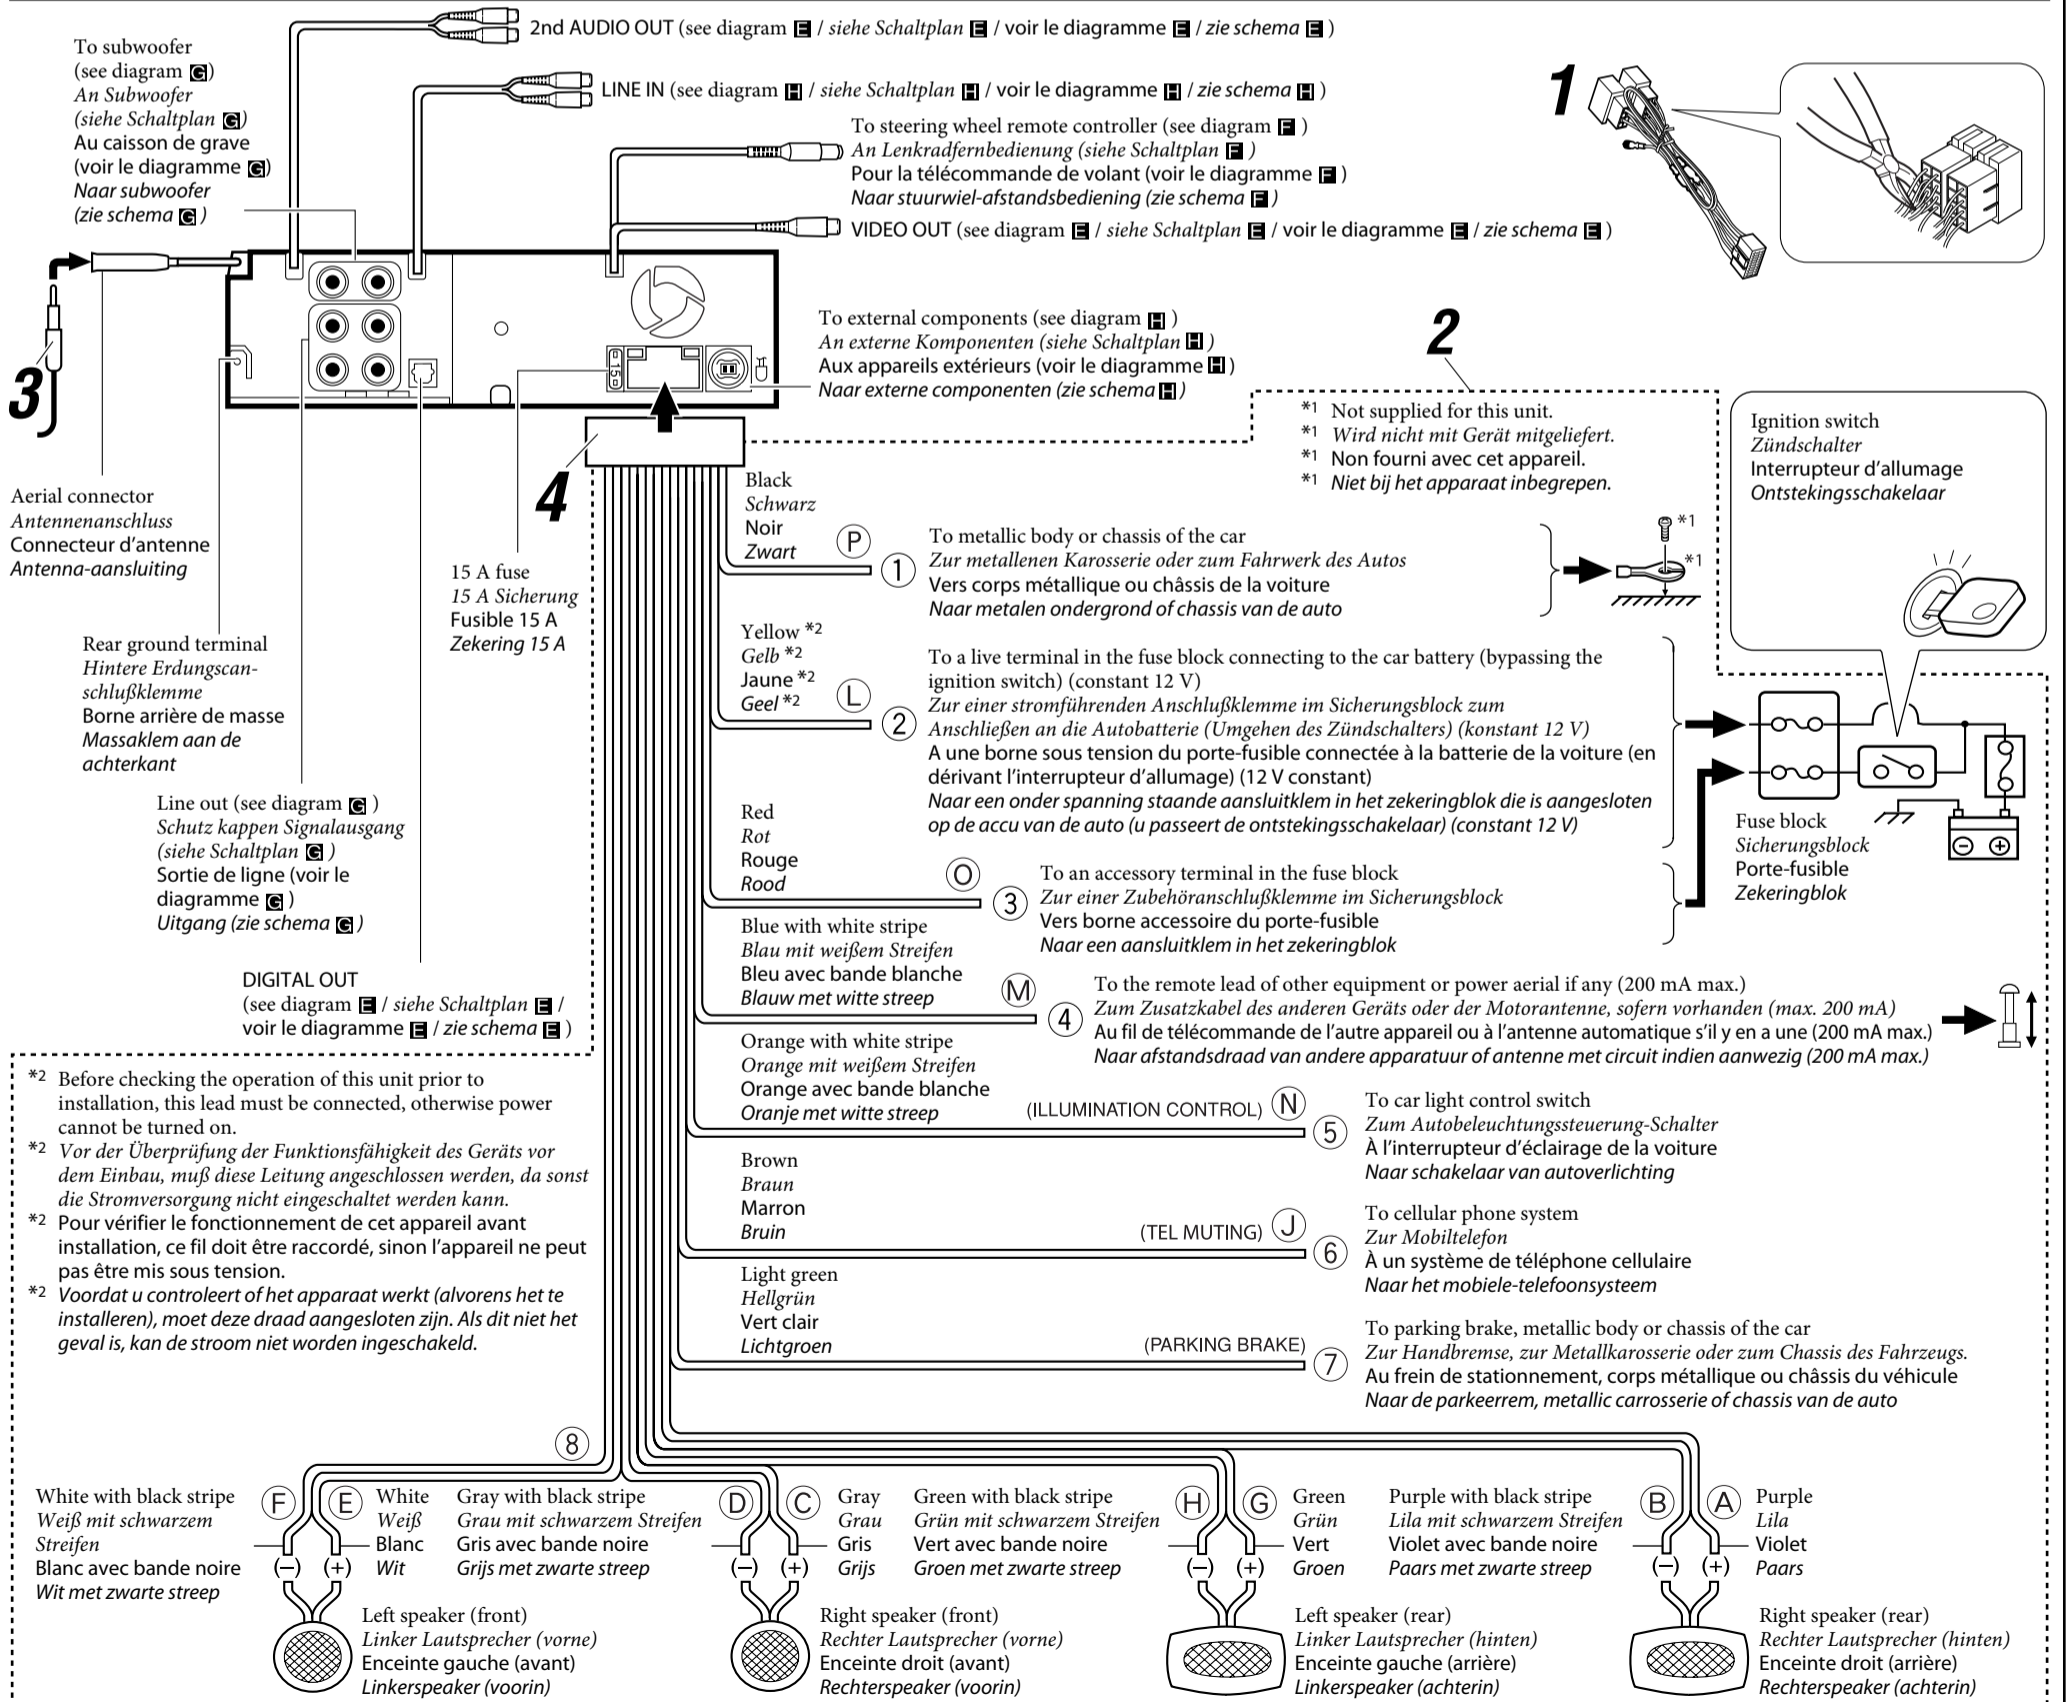 2nd AUDIO OUT (see diagram E / siehe Schaltplan E / voir le diagramme E / zie schema E )
To subwoofer
(see diagram G)
An Subwoofer
(siehe Schaltplan G)
Au caisson de grave
(voir le diagramme G)
Naar subwoofer
(zie schema G )
LINE IN (see diagram H / siehe Schaltplan H / voir le diagramme H / zie schema H )
To steering wheel remote controller (see diagram F )
An Lenkradfernbedienung (siehe Schaltplan F )
Pour la télécommande de volant (voir le diagramme F )
Naar stuurwiel-afstandsbediening (zie schema F )
VIDEO OUT (see diagram E / siehe Schaltplan E / voir le diagramme E / zie schema E )
1
To external components (see diagram H )
An externe Komponenten (siehe Schaltplan H )
Aux appareils extérieurs (voir le diagramme H )
Naar externe componenten (zie schema H )
15
2
3
4
*1 Not supplied for this unit.
*1 Wird nicht mit Gerät mitgeliefert.
*1 Non fourni avec cet appareil.
*1 Niet bij het apparaat inbegrepen.
Ignition switch
Zündschalter
Interrupteur d'allumage
Ontstekingsschakelaar
Aerial connector
Antennenanschluss
Connecteur d'antenne
Antenna-aansluiting
15 A fuse
15 A Sicherung
Fusible 15 A
Zekering 15 A
Rear ground terminal
Hintere Erdungscan-
schlußklemme
Borne arrière de masse
Massaklem aan de
achterkant
Line out (see diagram G )
Schutz kappen Signalausgang
(siehe Schaltplan G )
Sortie de ligne (voir le
diagramme G )
Uitgang (zie schema G )
DIGITAL OUT
(see diagram E / siehe Schaltplan E /
voir le diagramme E / zie schema E )
Black
Schwarz
Noir
Zwart
P
1
To metallic body or chassis of the car
Zur metallenen Karosserie oder zum Fahrwerk des Autos
Vers corps métallique ou châssis de la voiture
Naar metalen ondergrond of chassis van de auto
*1
*1
Yellow *2
Gelb *2
Jaune *2
Geel *2
L
2
To a live terminal in the fuse block connecting to the car battery (bypassing the
ignition switch) (constant 12 V)
Zur einer stromführenden Anschlußklemme im Sicherungsblock zum
Anschließen an die Autobatterie (Umgehen des Zündschalters) (konstant 12 V)
A une borne sous tension du porte-fusible connectée à la batterie de la voiture (en
dérivant l'interrupteur d'allumage) (12 V constant)
Naar een onder spanning staande aansluitklem in het zekeringblok die is aangesloten
op de accu van de auto (u passeert de ontstekingsschakelaar) (constant 12 V)
Fuse block
Sicherungsblock
Porte-fusible
Zekeringblok
Red
Rot
Rouge
Rood
O
3
To an accessory terminal in the fuse block
Zur einer Zubehöranschlußklemme im Sicherungsblock
Vers borne accessoire du porte-fusible
Naar een aansluitklem in het zekeringblok
Blue with white stripe
Blau mit weißem Streifen
Bleu avec bande blanche
Blauw met witte streep
M
4
To the remote lead of other equipment or power aerial if any (200 mA max.)
Zum Zusatzkabel des anderen Geräts oder der Motorantenne, sofern vorhanden (max. 200 mA)
Au fil de télécommande de l'autre appareil ou à l'antenne automatique s'il y en a une (200 mA max.)
Naar afstandsdraad van andere apparatuur of antenne met circuit indien aanwezig (200 mA max.)
Orange with white stripe
Orange mit weißem Streifen
Orange avec bande blanche
Oranje met witte streep
(ILLUMINATION CONTROL) N
5
To car light control switch
Zum Autobeleuchtungssteuerung-Schalter
À l'interrupteur d'éclairage de la voiture
Naar schakelaar van autoverlichting
Brown
Braun
Marron
Bruin
(TEL MUTING) J
6
To cellular phone system
Zur Mobiltelefon
À un système de téléphone cellulaire
Naar het mobiele-telefoonsysteem
Light green
Hellgrün
Vert clair
Lichtgroen
(PARKING BRAKE)
7
To parking brake, metallic body or chassis of the car
Zur Handbremse, zur Metallkarosserie oder zum Chassis des Fahrzeugs.
Au frein de stationnement, corps métallique ou châssis du véhicule
Naar de parkeerrem, metallic carrosserie of chassis van de auto
*2 Before checking the operation of this unit prior to
installation, this lead must be connected, otherwise power
cannot be turned on.
*2 Vor der Überprüfung der Funktionsfähigkeit des Geräts vor
dem Einbau, muß diese Leitung angeschlossen werden, da sonst
die Stromversorgung nicht eingeschaltet werden kann.
*2 Pour vérifier le fonctionnement de cet appareil avant
installation, ce fil doit être raccordé, sinon l'appareil ne peut
pas être mis sous tension.
*2 Voordat u controleert of het apparaat werkt (alvorens het te
installeren), moet deze draad aangesloten zijn. Als dit niet het
geval is, kan de stroom niet worden ingeschakeld.
8
White with black stripe
Weiß mit schwarzem
Streifen
Blanc avec bande noire
Wit met zwarte streep
F
(−)
E
(+)
White
Weiß
Blanc
Wit
Left speaker (front)
Linker Lautsprecher (vorne)
Enceinte gauche (avant)
Linkerspeaker (voorin)
Gray with black stripe
Grau mit schwarzem Streifen
Gris avec bande noire
Grijs met zwarte streep
D
(−)
C
(+)
Gray
Grau
Gris
Grijs
Right speaker (front)
Rechter Lautsprecher (vorne)
Enceinte droit (avant)
Rechterspeaker (voorin)
Green with black stripe
Grün mit schwarzem Streifen
Vert avec bande noire
Groen met zwarte streep
H
(−)
G
(+)
Green
Grün
Vert
Groen
Left speaker (rear)
Linker Lautsprecher (hinten)
Enceinte gauche (arrière)
Linkerspeaker (achterin)
Purple with black stripe
Lila mit schwarzem Streifen
Violet avec bande noire
Paars met zwarte streep
B
(−)
A
(+)
Purple
Lila
Violet
Paars
Right speaker (rear)
Rechter Lautsprecher (hinten)
Enceinte droit (arrière)
Rechterspeaker (achterin)